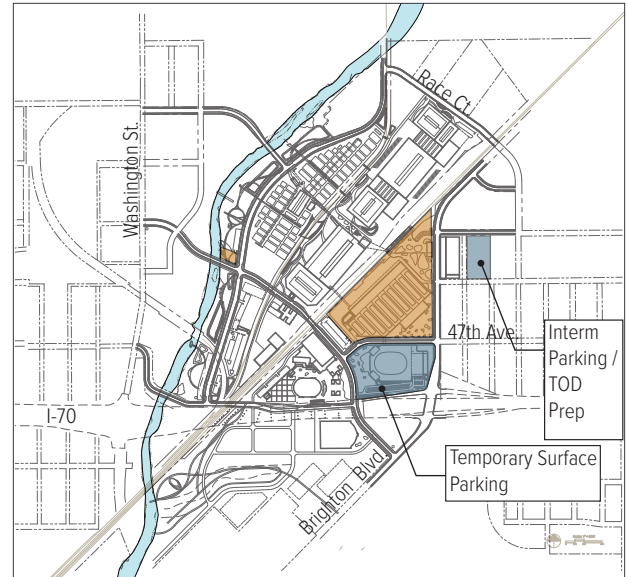 Race Ct.
Washington St.
47th Ave.
Interm
Parking /
TOD
Prep
I-70
Temporary Surface
Parking
Brighton Blvd.